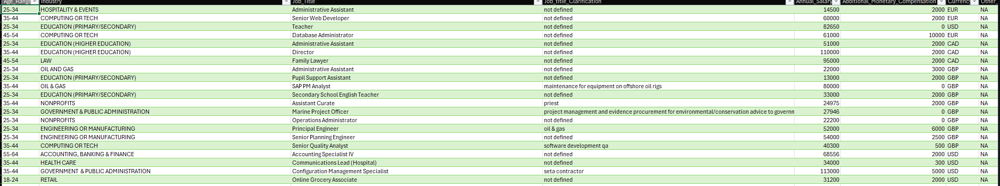 Age_Range Industry Job_Title Job_title_Clarification Annual_Salary Additional_Monetary_Compensation Currency Other_
25-34 HOSPITALITY & EVENTS Administrative Assistant not defined 14500 2000 EUR NA
35-44 COMPUTING OR TECH Senior Web Developer not defined 60000 2000 EUR NA
25-34 EDUCATION (PRIMARY/SECONDARY) Teacher not defined 82650 0 USD NA
45-54 COMPUTING OR TECH Database Administrator not defined 61000 10000 EUR NA
25-34 EDUCATION (HIGHER EDUCATION) Administrative Assistant not defined 51000 2000 CAD NA
35-44 EDUCATION (HIGHER EDUCATION) Director not defined 110000 2000 CAD NA
45-54 LAW Family Lawyer not defined 95000 2000 CAD NA
25-34 OIL AND GAS Administrative Assistant not defined 22000 3000 GBP NA
25-34 EDUCATION (PRIMARY/SECONDARY) Pupil Support Assistant not defined 13000 2000 GBP NA
35-44 OIL & GAS SAP PM Analyst maintenance for equipment on offshore oil rigs 80000 0 GBP NA
25-34 EDUCATION (PRIMARY/SECONDARY) Secondary School English Teacher not defined 33000 2000 GBP NA
35-44 NONPROFITS Assistant Curate priest 24975 2000 GBP NA
25-34 GOVERNMENT & PUBLIC ADMINISTRATION Marine Project Officer project management and evidence procurement for environmental/conservation advice to governm 27946 0 GBP NA
25-34 NONPROFITS Operations Administrator not defined 22200 0 GBP NA
25-34 ENGINEERING OR MANUFACTURING Principal Engineer oil & gas 52000 6000 GBP NA
25-34 ENGINEERING OR MANUFACTURING Senior Planning Engineer not defined 54000 2500 GBP NA
35-44 COMPUTING OR TECH Senior Quality Analyst software development qa 40300 500 GBP NA
55-64 ACCOUNTING, BANKING & FINANCE Accounting Specialist IV not defined 68556 2000 USD NA
35-44 HEALTH CARE Communications Lead (Hospital) not defined 34000 300 USD NA
35-44 GOVERNMENT & PUBLIC ADMINISTRATION Configuration Management Specialist seta contractor 113000 5000 USD NA
18-24 RETAIL Online Grocery Associate not defined 31200 2000 USD NA